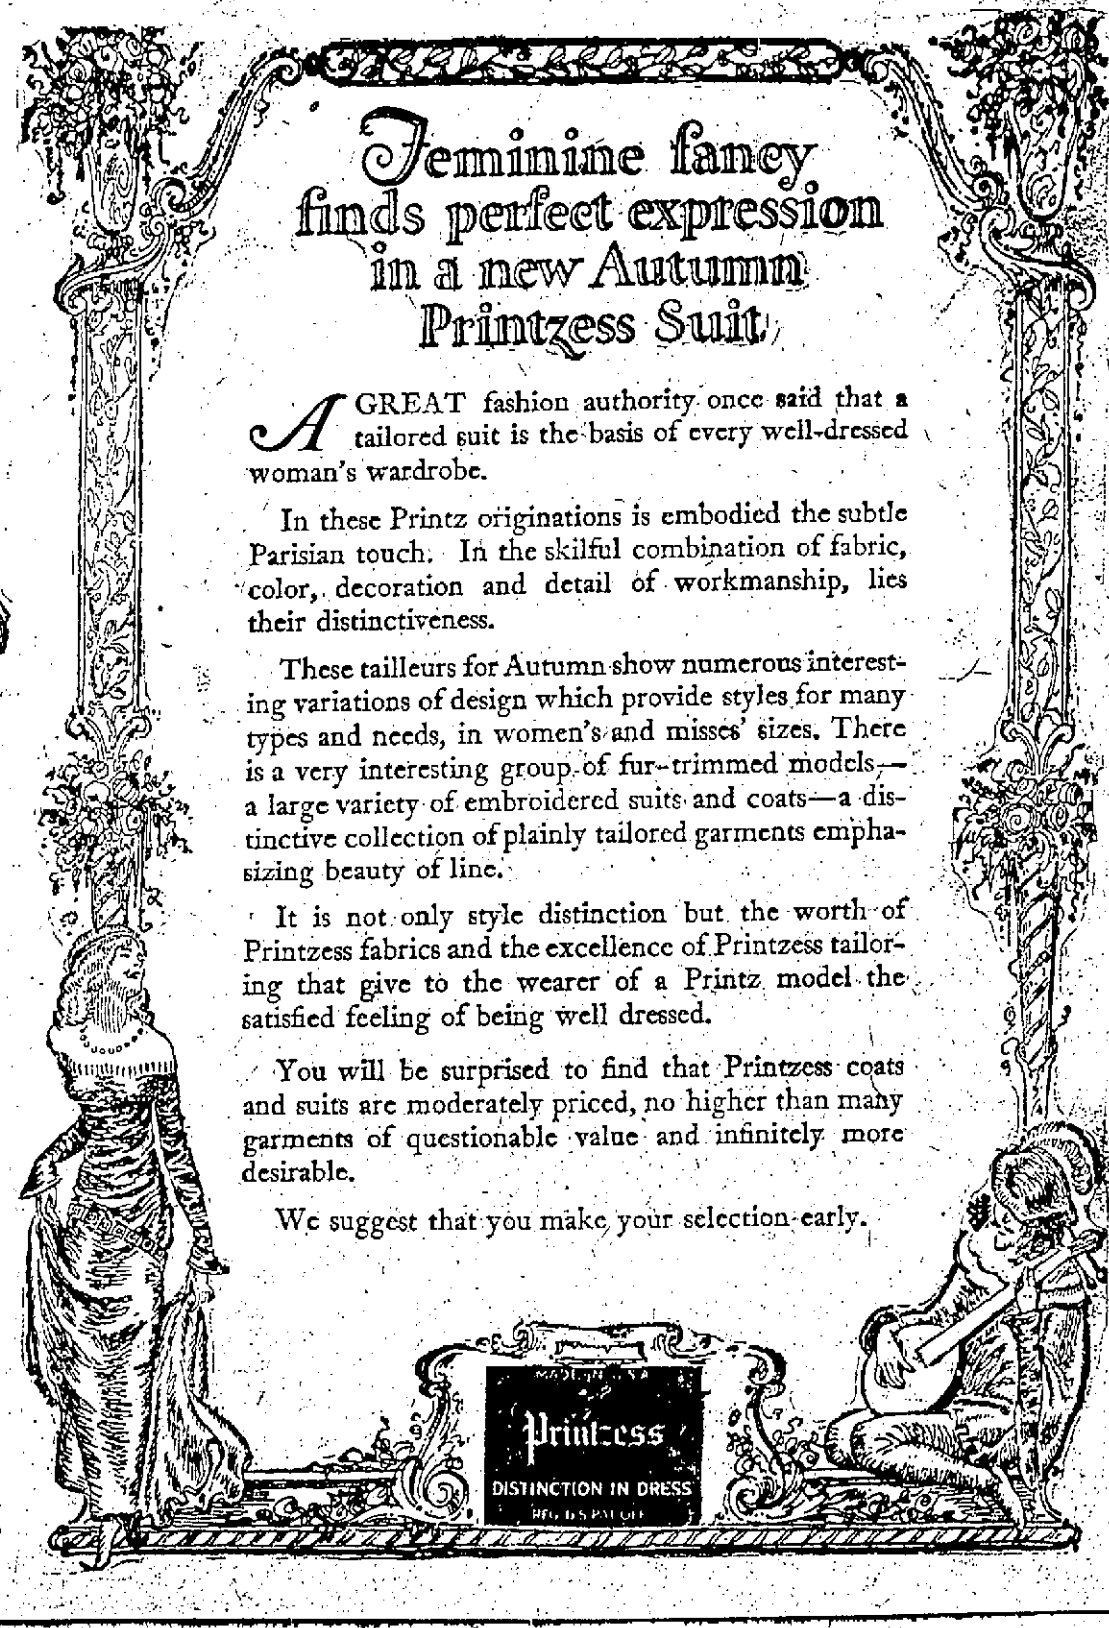 Feminine fancy
finds perfect expression
in a new Autumn
Printzess Suit
A GREAT fashion authority once said that a
tailored suit is the basis of every well-dressed
woman's wardrobe.
In these Printz originations is embodied the subtle
Parisian touch. In the skilful combination of fabric,
color, decoration and detail of workmanship, lies
their distinctiveness.
These tailleurs for Autumn show numerous interest-
ing variations of design which provide styles for many
types and needs, in women's and misses' sizes. There
is a very interesting group of fur-trimmed models,—
a large variety of embroidered suits and coats—a dis-
tinctive collection of plainly tailored garments empha-
sizing beauty of line.
It is not only style distinction but the worth of
Printzess fabrics and the excellence of Printzess tailor-
ing that give to the wearer of a Printz model the
satisfied feeling of being well dressed.
You will be surprised to find that Printzess coats
and suits are moderately priced, no higher than many
garments of questionable value and infinitely more
desirable.
We suggest that you make your selection early.
MADE IN U.S.A.
Printzess
DISTINCTION IN DRESS
REG. U.S. PAT. OFF.